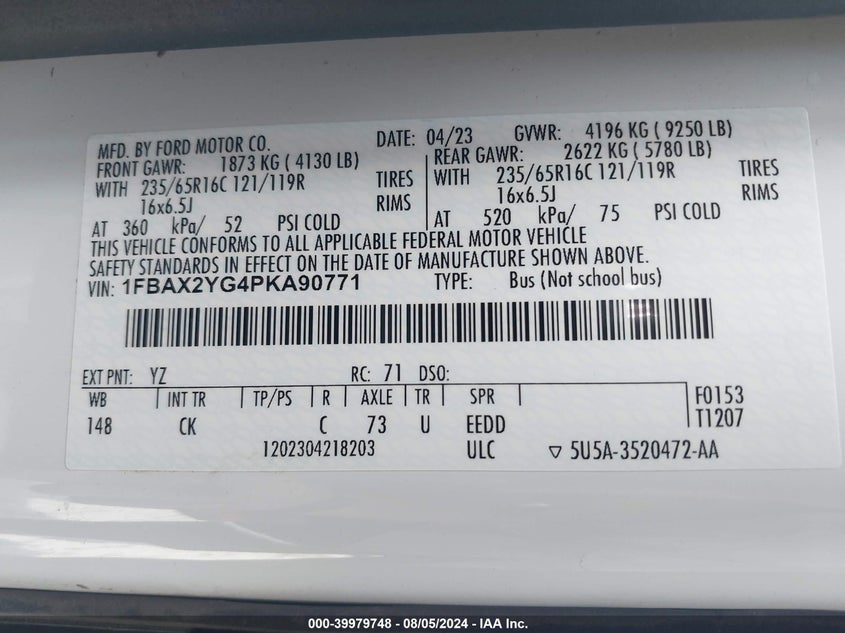 MFD. BY FORD MOTOR CO. DATE: 04/23 GVWR: 4196 KG ( 9250 LB)
FRONT GAWR: 1873 KG ( 4130 LB) REAR GAWR: 2622 KG ( 5780 LB)
WITH 235/65R16C 121/119R TIRES WITH 235/65R16C 121/119R TIRES
16x6.5J RIMS 16x6.5J RIMS
AT 360 kPa/ 52 PSI COLD AT 520 kPa/ 75 PSI COLD
THIS VEHICLE CONFORMS TO ALL APPLICABLE FEDERAL MOTOR VEHICLE
SAFETY STANDARDS IN EFFECT ON THE DATE OF MANUFACTURE SHOWN ABOVE.
VIN: 1FBAX2YG4PKA90771 TYPE: Bus (Not school bus)
EXT PNT: YZ RC: 71 DSO:
WB INT TR TP/PS R AXLE TR SPR F0153
148 CK C 73 U EEDD T1207
1202304218203 ULC ▽ 5U5A-3520472-AA
000-39979748 - 08/05/2024 - IAA Inc.